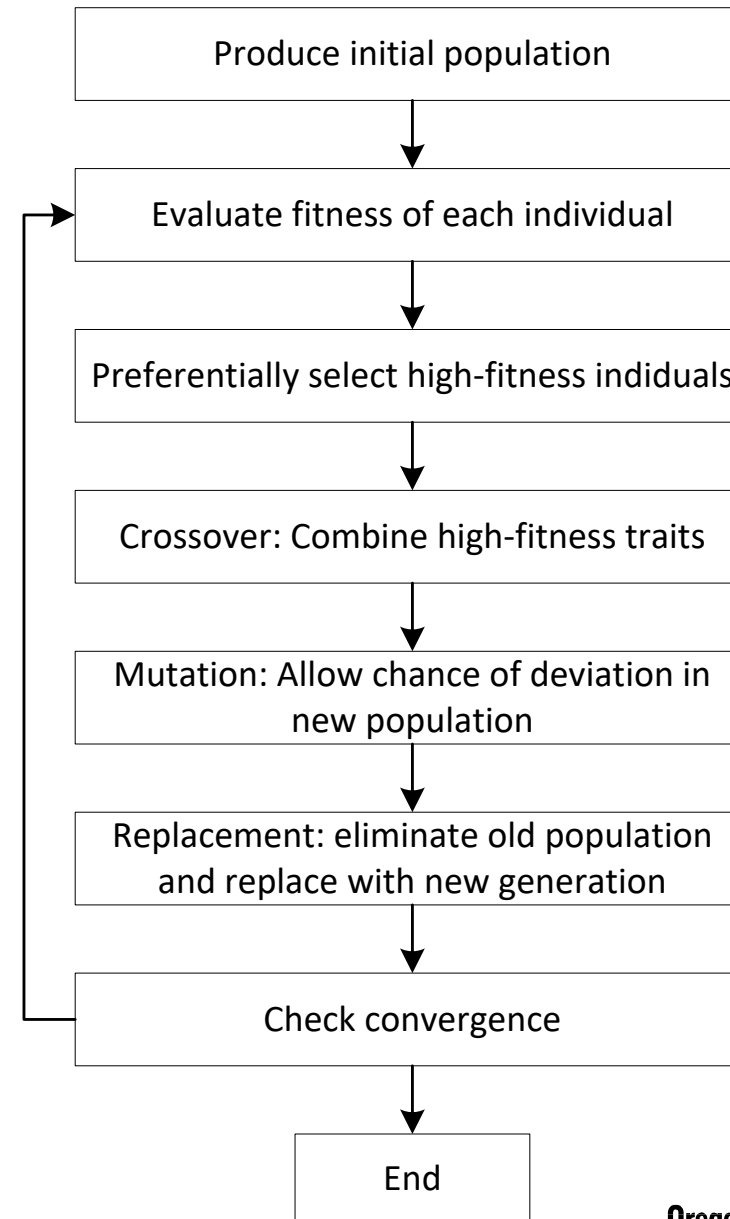 Produce initial population
Evaluate fitness of each individual
Preferentially select high-fitness indiduals
Crossover: Combine high-fitness traits
Mutation: Allow chance of deviation in
new population
Replacement: eliminate old population
and replace with new generation
Check convergence
End